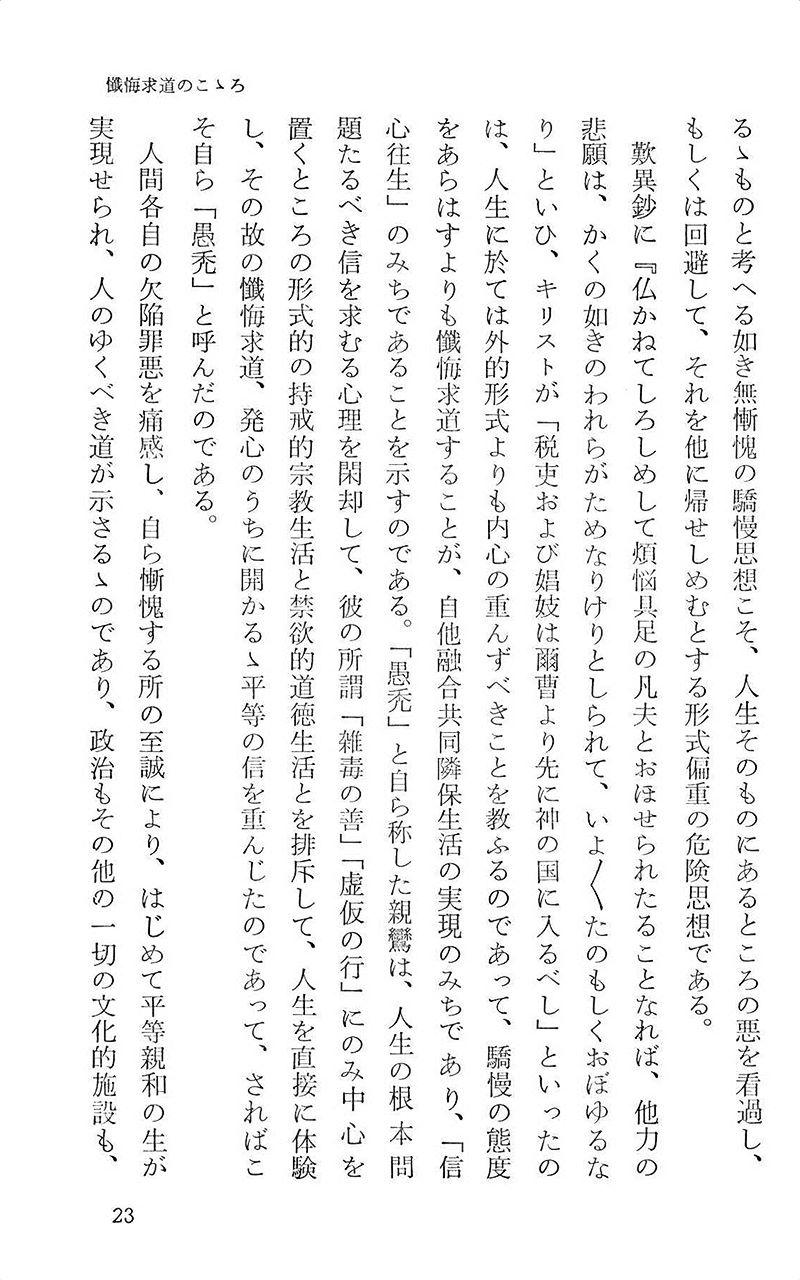 懺悔求道のこゝろ
るゝものと考へる如き無慚愧の驕慢思想こそ、人生そのものにあるところの悪を看過し、
もしくは回避して、それを他に帰せしめむとする形式偏重の危険思想である。
歎異鈔に『仏かねてしろしめして煩悩具足の凡夫とおほせられたることなれば、他力の
悲願は、かくの如きのわれらがためなりけりとしられて、いよ〱たのもしくおぼゆるな
り」といひ、キリストが「税吏および娼妓は爾曹より先に神の国に入るべし」といったの
は、人生に於ては外的形式よりも内心の重んずべきことを教ふるのであって、驕慢の態度
をあらはすよりも懺悔求道することが、自他融合共同隣保生活の実現のみちであり、「信
心往生」のみちであることを示すのである。「愚禿」と自ら称した親鸞は、人生の根本問
題たるべき信を求むる心理を閑却して、彼の所謂「雑毒の善」「虚仮の行」にのみ中心を
置くところの形式的の持戒的宗教生活と禁欲的道徳生活とを排斥して、人生を直接に体験
し、その故の懺悔求道、発心のうちに開かるゝ平等の信を重んじたのであって、さればこ
そ自ら「愚禿」と呼んだのである。
人間各自の欠陥罪悪を痛感し、自ら慚愧する所の至誠により、はじめて平等親和の生が
実現せられ、人のゆくべき道が示さるゝのであり、政治もその他の一切の文化的施設も、
23